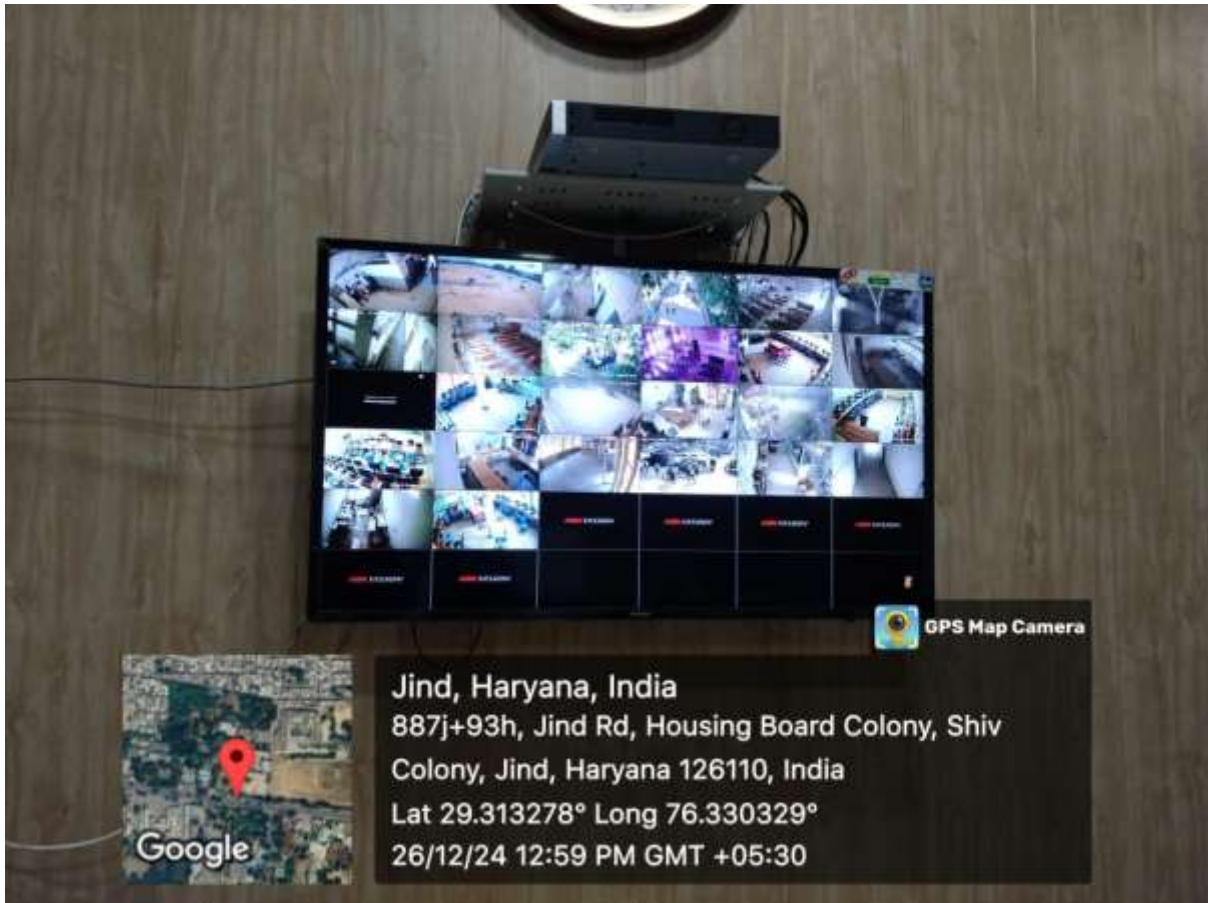 GPS Map Camera
Jind, Haryana, India
887j+93h, Jind Rd, Housing Board Colony, Shiv
Colony, Jind, Haryana 126110, India
Lat 29.313278° Long 76.330329°
26/12/24 12:59 PM GMT +05:30
Google